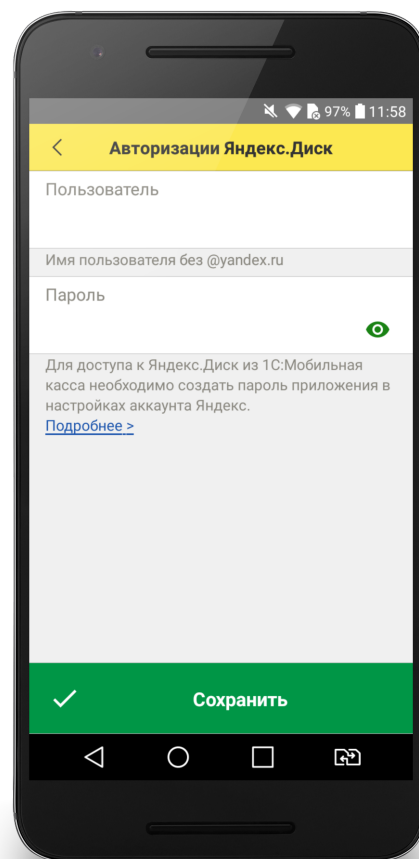 97% 11:58
Авторизации Яндекс.Диск
Пользователь
Имя пользователя без @yandex.ru
Пароль
Для доступа к Яндекс.Диск из 1С:Мобильная
касса необходимо создать пароль приложения в
настройках аккаунта Яндекс.
Подробнее >
Сохранить